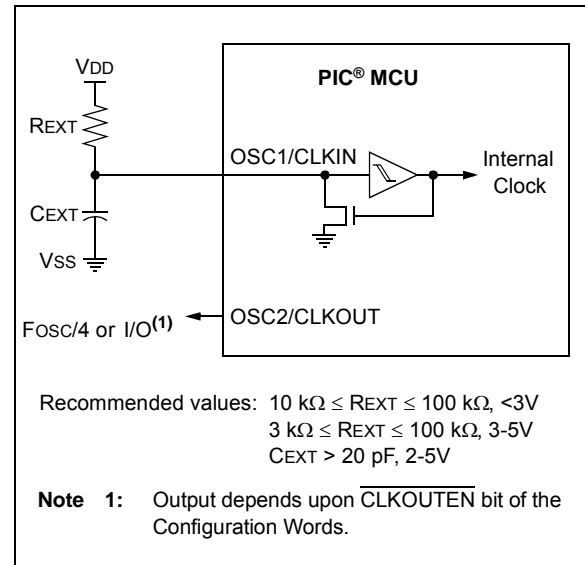 VDD
PIC® MCU
REXT
OSC1/CLKIN
Internal
Clock
CEXT
VSS
OSC2/CLKOUT
FOSC/4 or I/O(1)
Recommended values: 10 kΩ ≤ REXT ≤ 100 kΩ, <3V
3 kΩ ≤ REXT ≤ 100 kΩ, 3-5V
CEXT > 20 pF, 2-5V
Note 1: Output depends upon CLKOUTEN bit of the
Configuration Words.